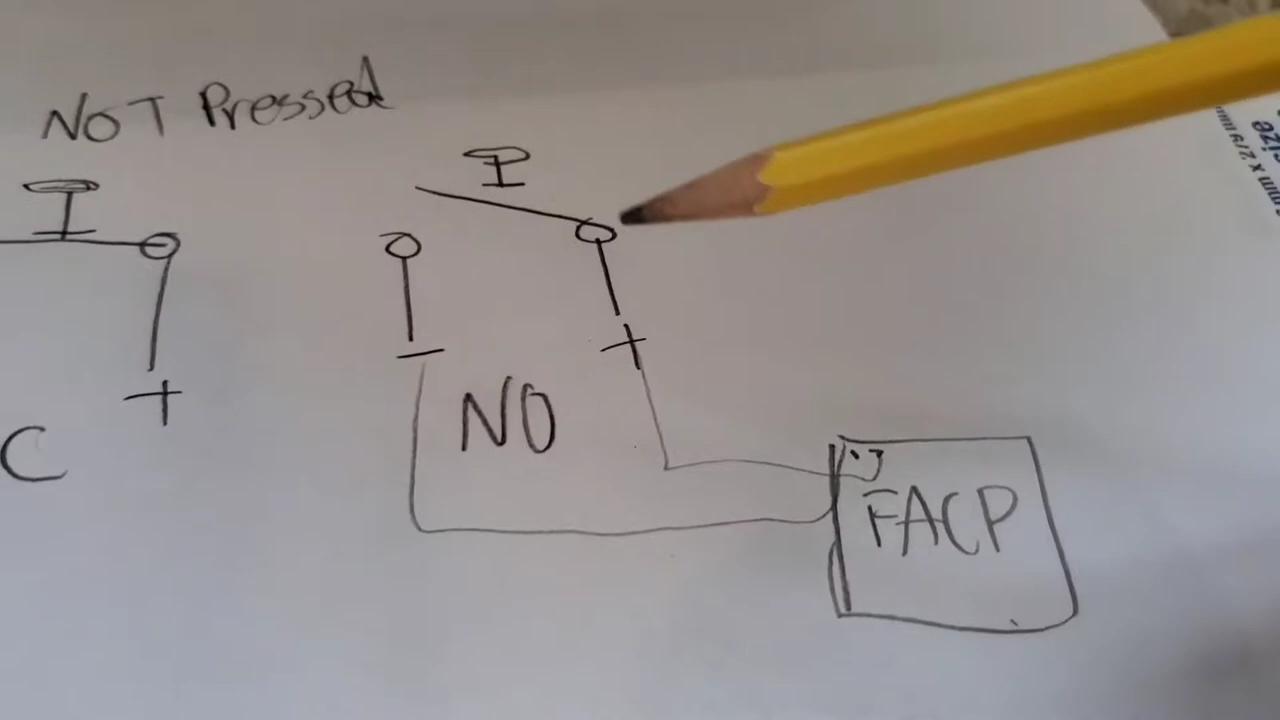 NOT Pressed
+
C
-
+
NO
FACP